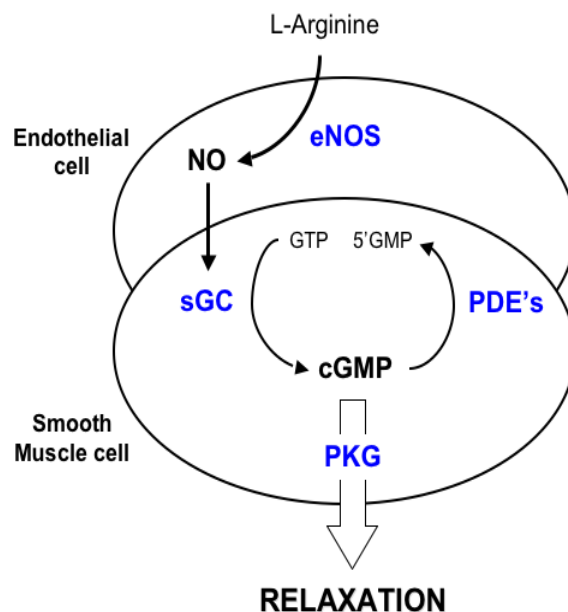 L-Arginine
Endothelial
cell
eNOS
NO
GTP 5'GMP
sGC
PDE's
cGMP
Smooth
Muscle cell
PKG
RELAXATION